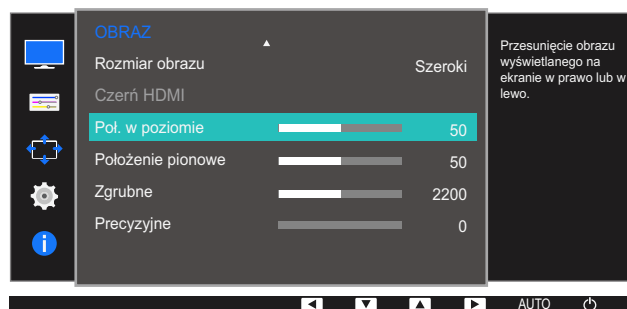 OBRAZ
Rozmiar obrazu Szeroki
Czerń HDMI
Poł. w poziomie 50
Położenie pionowe 50
Zgrubne 2200
Precyzyjne 0
Przesunięcie obrazu
wyświetlanego na
ekranie w prawo lub w
lewo.
AUTO